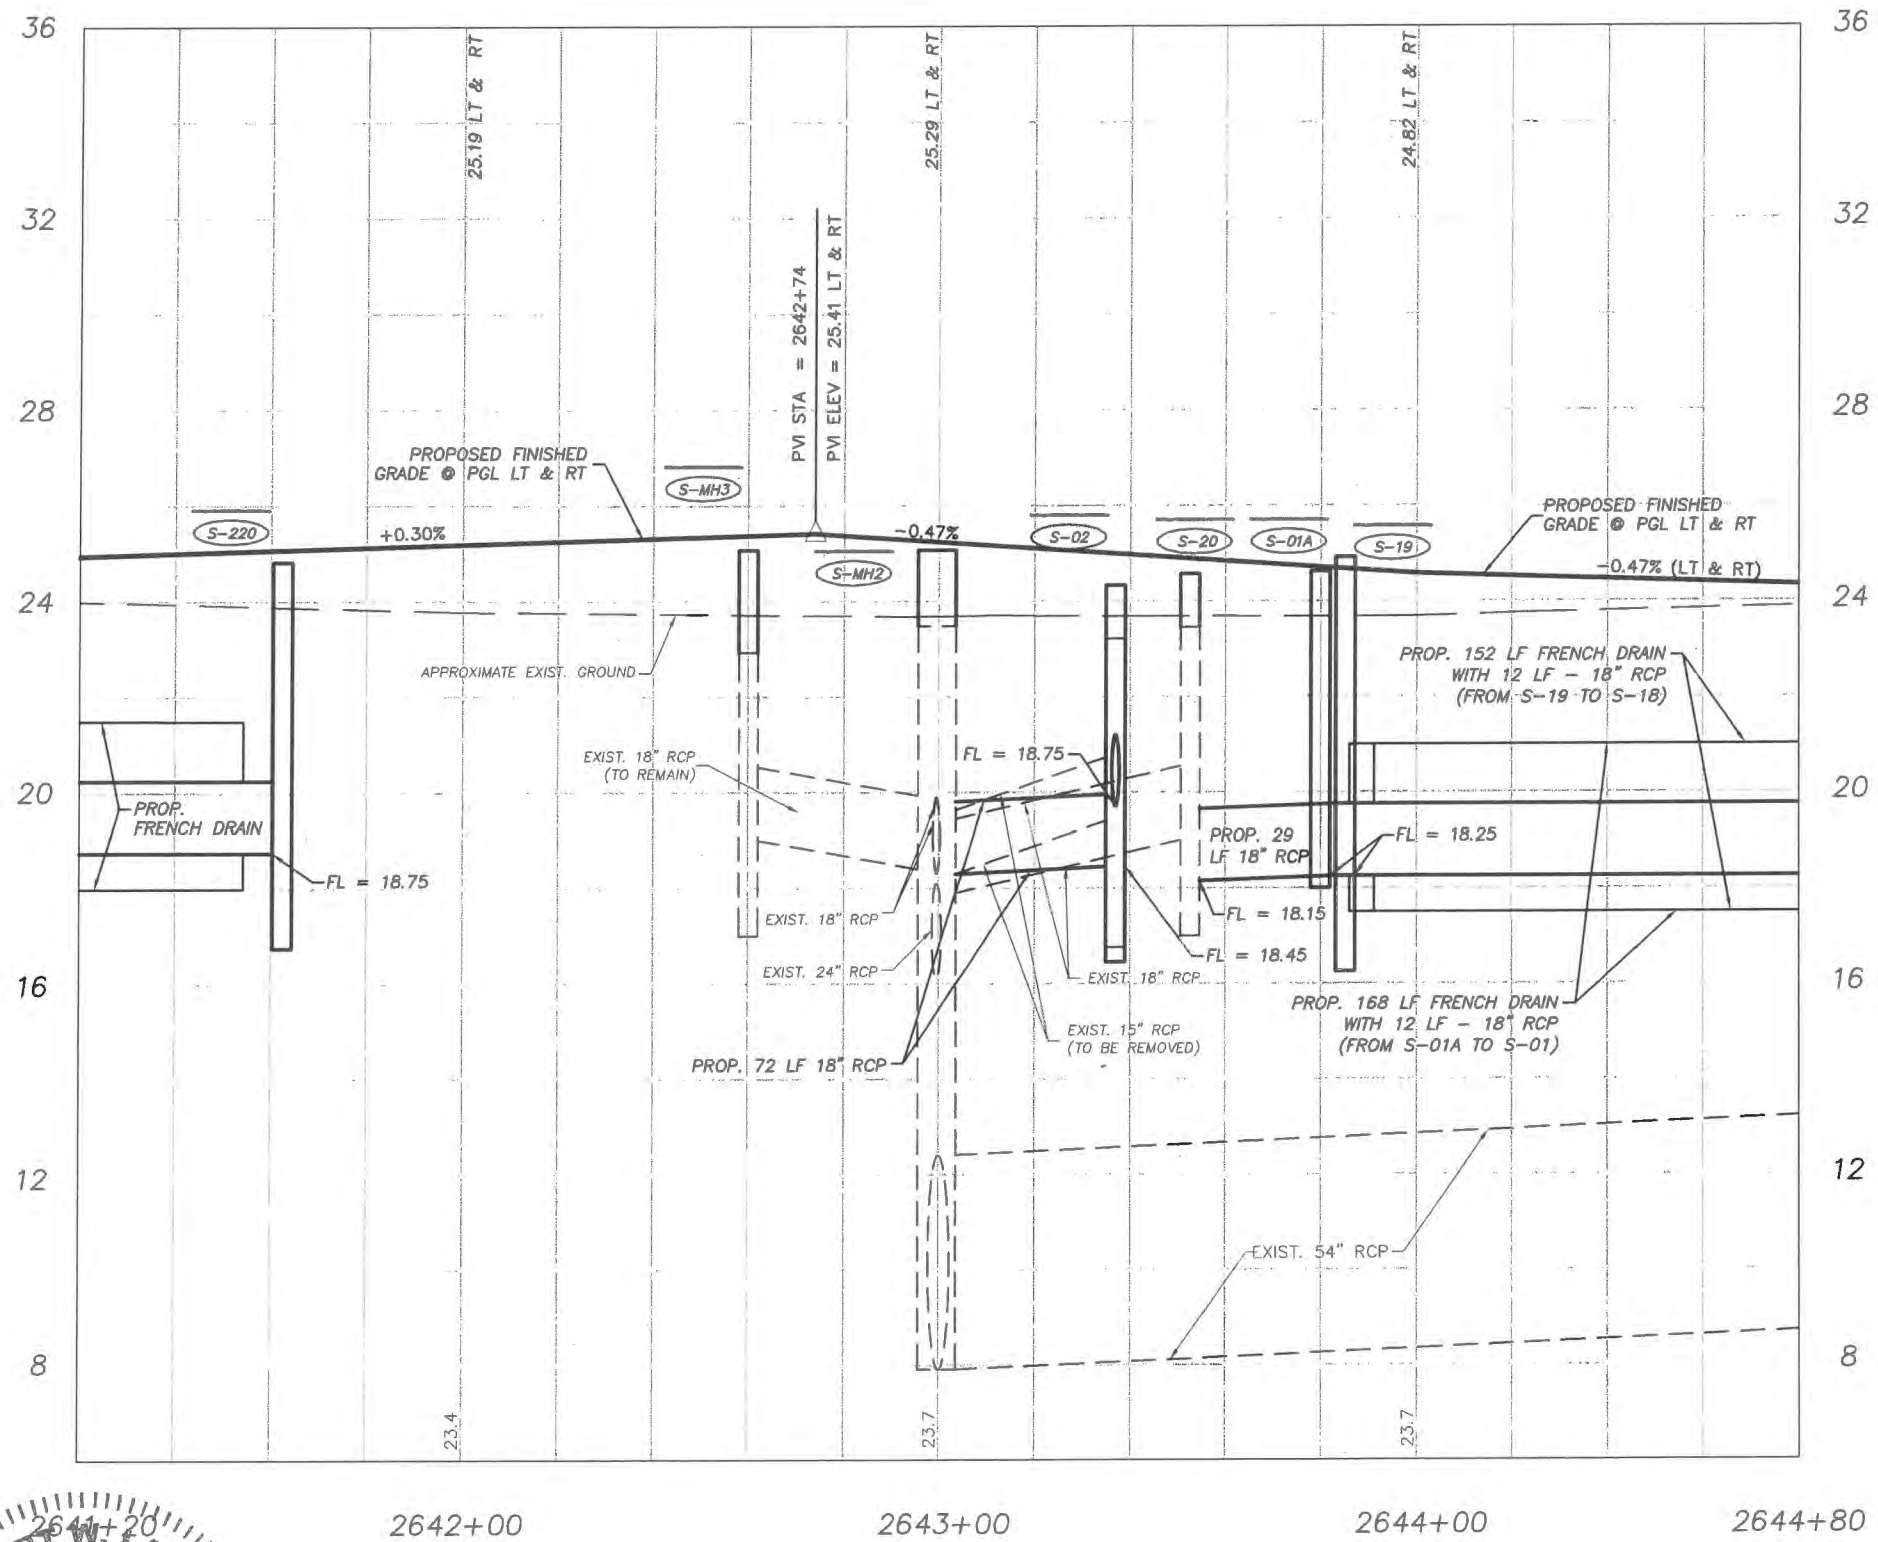 36
36
25.19 LT & RT
25.29 LT & RT
24.82 LT & RT
32
32
PVI STA = 2642+74
PVI ELEV = 25.41 LT & RT
28
28
PROPOSED FINISHED
GRADE @ PGL LT & RT
S-MH3
S-220
+0.30%
-0.47%
S-MH2
S-02
S-20
S-01A
S-19
PROPOSED FINISHED
GRADE @ PGL LT & RT
-0.47% (LT & RT)
24
24
APPROXIMATE EXIST. GROUND
PROP. 152 LF FRENCH DRAIN
WITH 12 LF - 18" RCP
(FROM S-19 TO S-18)
EXIST. 18" RCP
(TO REMAIN)
FL = 18.75
20
20
PROP.
FRENCH DRAIN
PROP. 29
LF 18" RCP
FL = 18.25
FL = 18.75
EXIST. 18" RCP
FL = 18.15
FL = 18.45
EXIST. 24" RCP
EXIST. 18" RCP
16
16
PROP. 168 LF FRENCH DRAIN
WITH 12 LF - 18" RCP
(FROM S-01A TO S-01)
EXIST. 15" RCP
(TO BE REMOVED)
PROP. 72 LF 18" RCP
12
12
EXIST. 54" RCP
8
8
23.4
23.7
23.7
2641+20
2642+00
2643+00
2644+00
2644+80